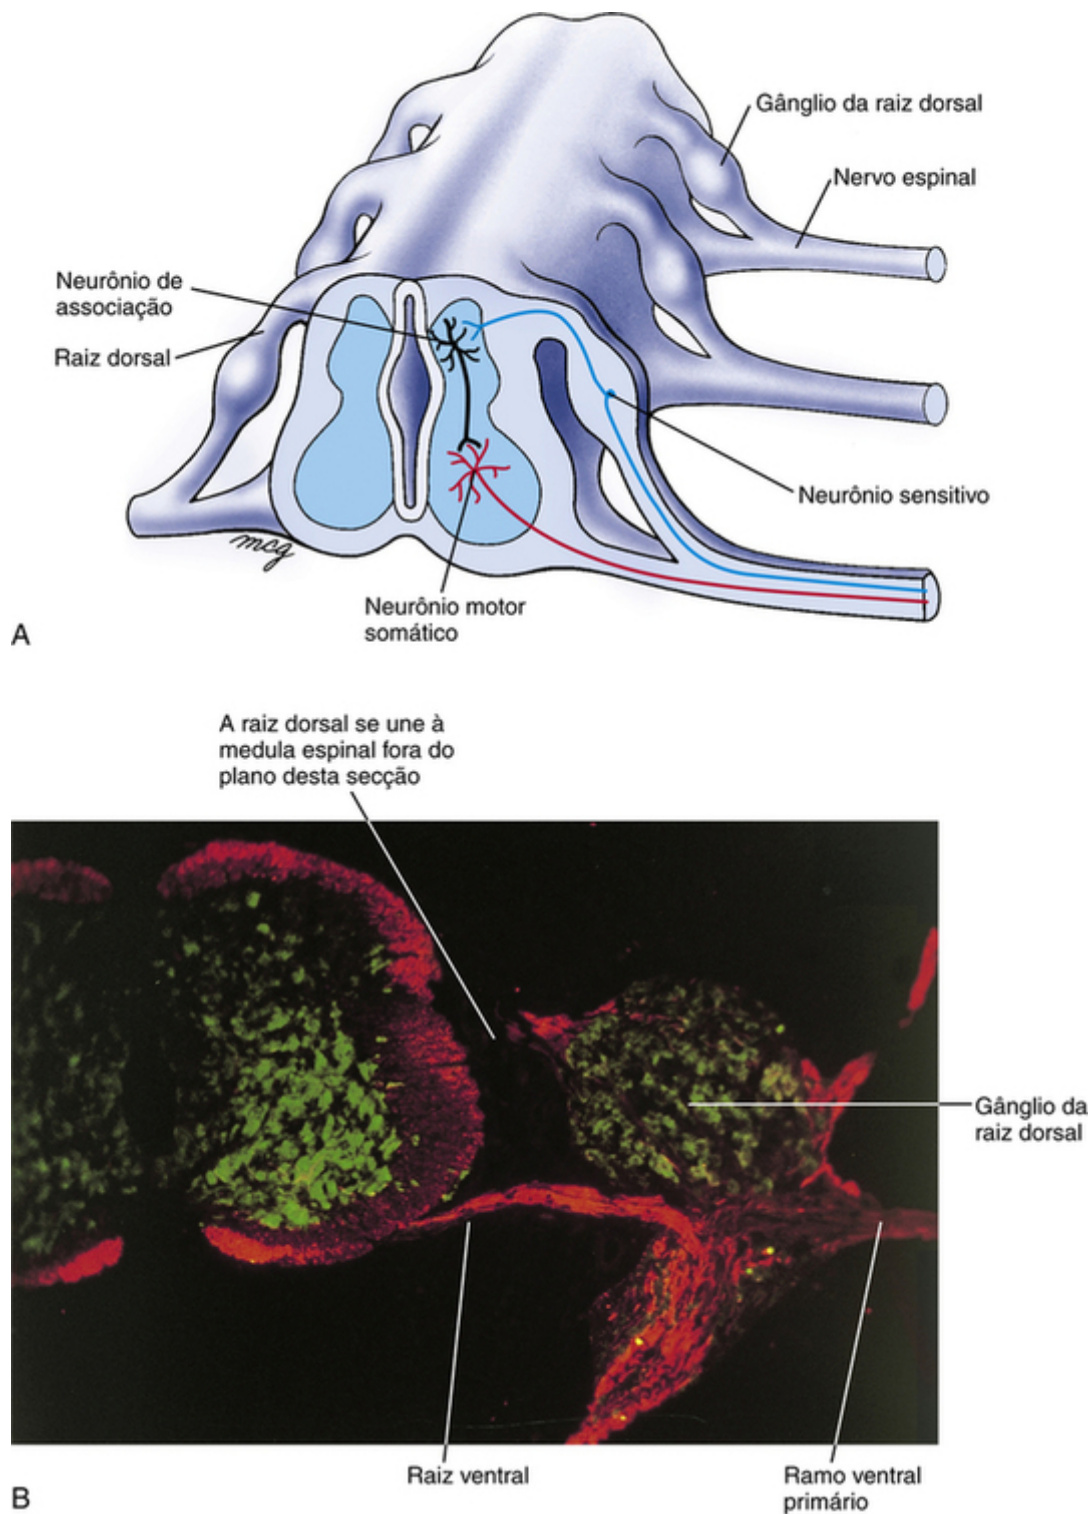 Gânglio da raiz dorsal
Nervo espinal
Neurônio de
associação
Raiz dorsal
Neurônio sensitivo
mcg
Neurônio motor
somático
A
A raiz dorsal se une à
medula espinal fora do
plano desta secção
Gânglio da
raiz dorsal
Raiz ventral
Ramo ventral
primário
B